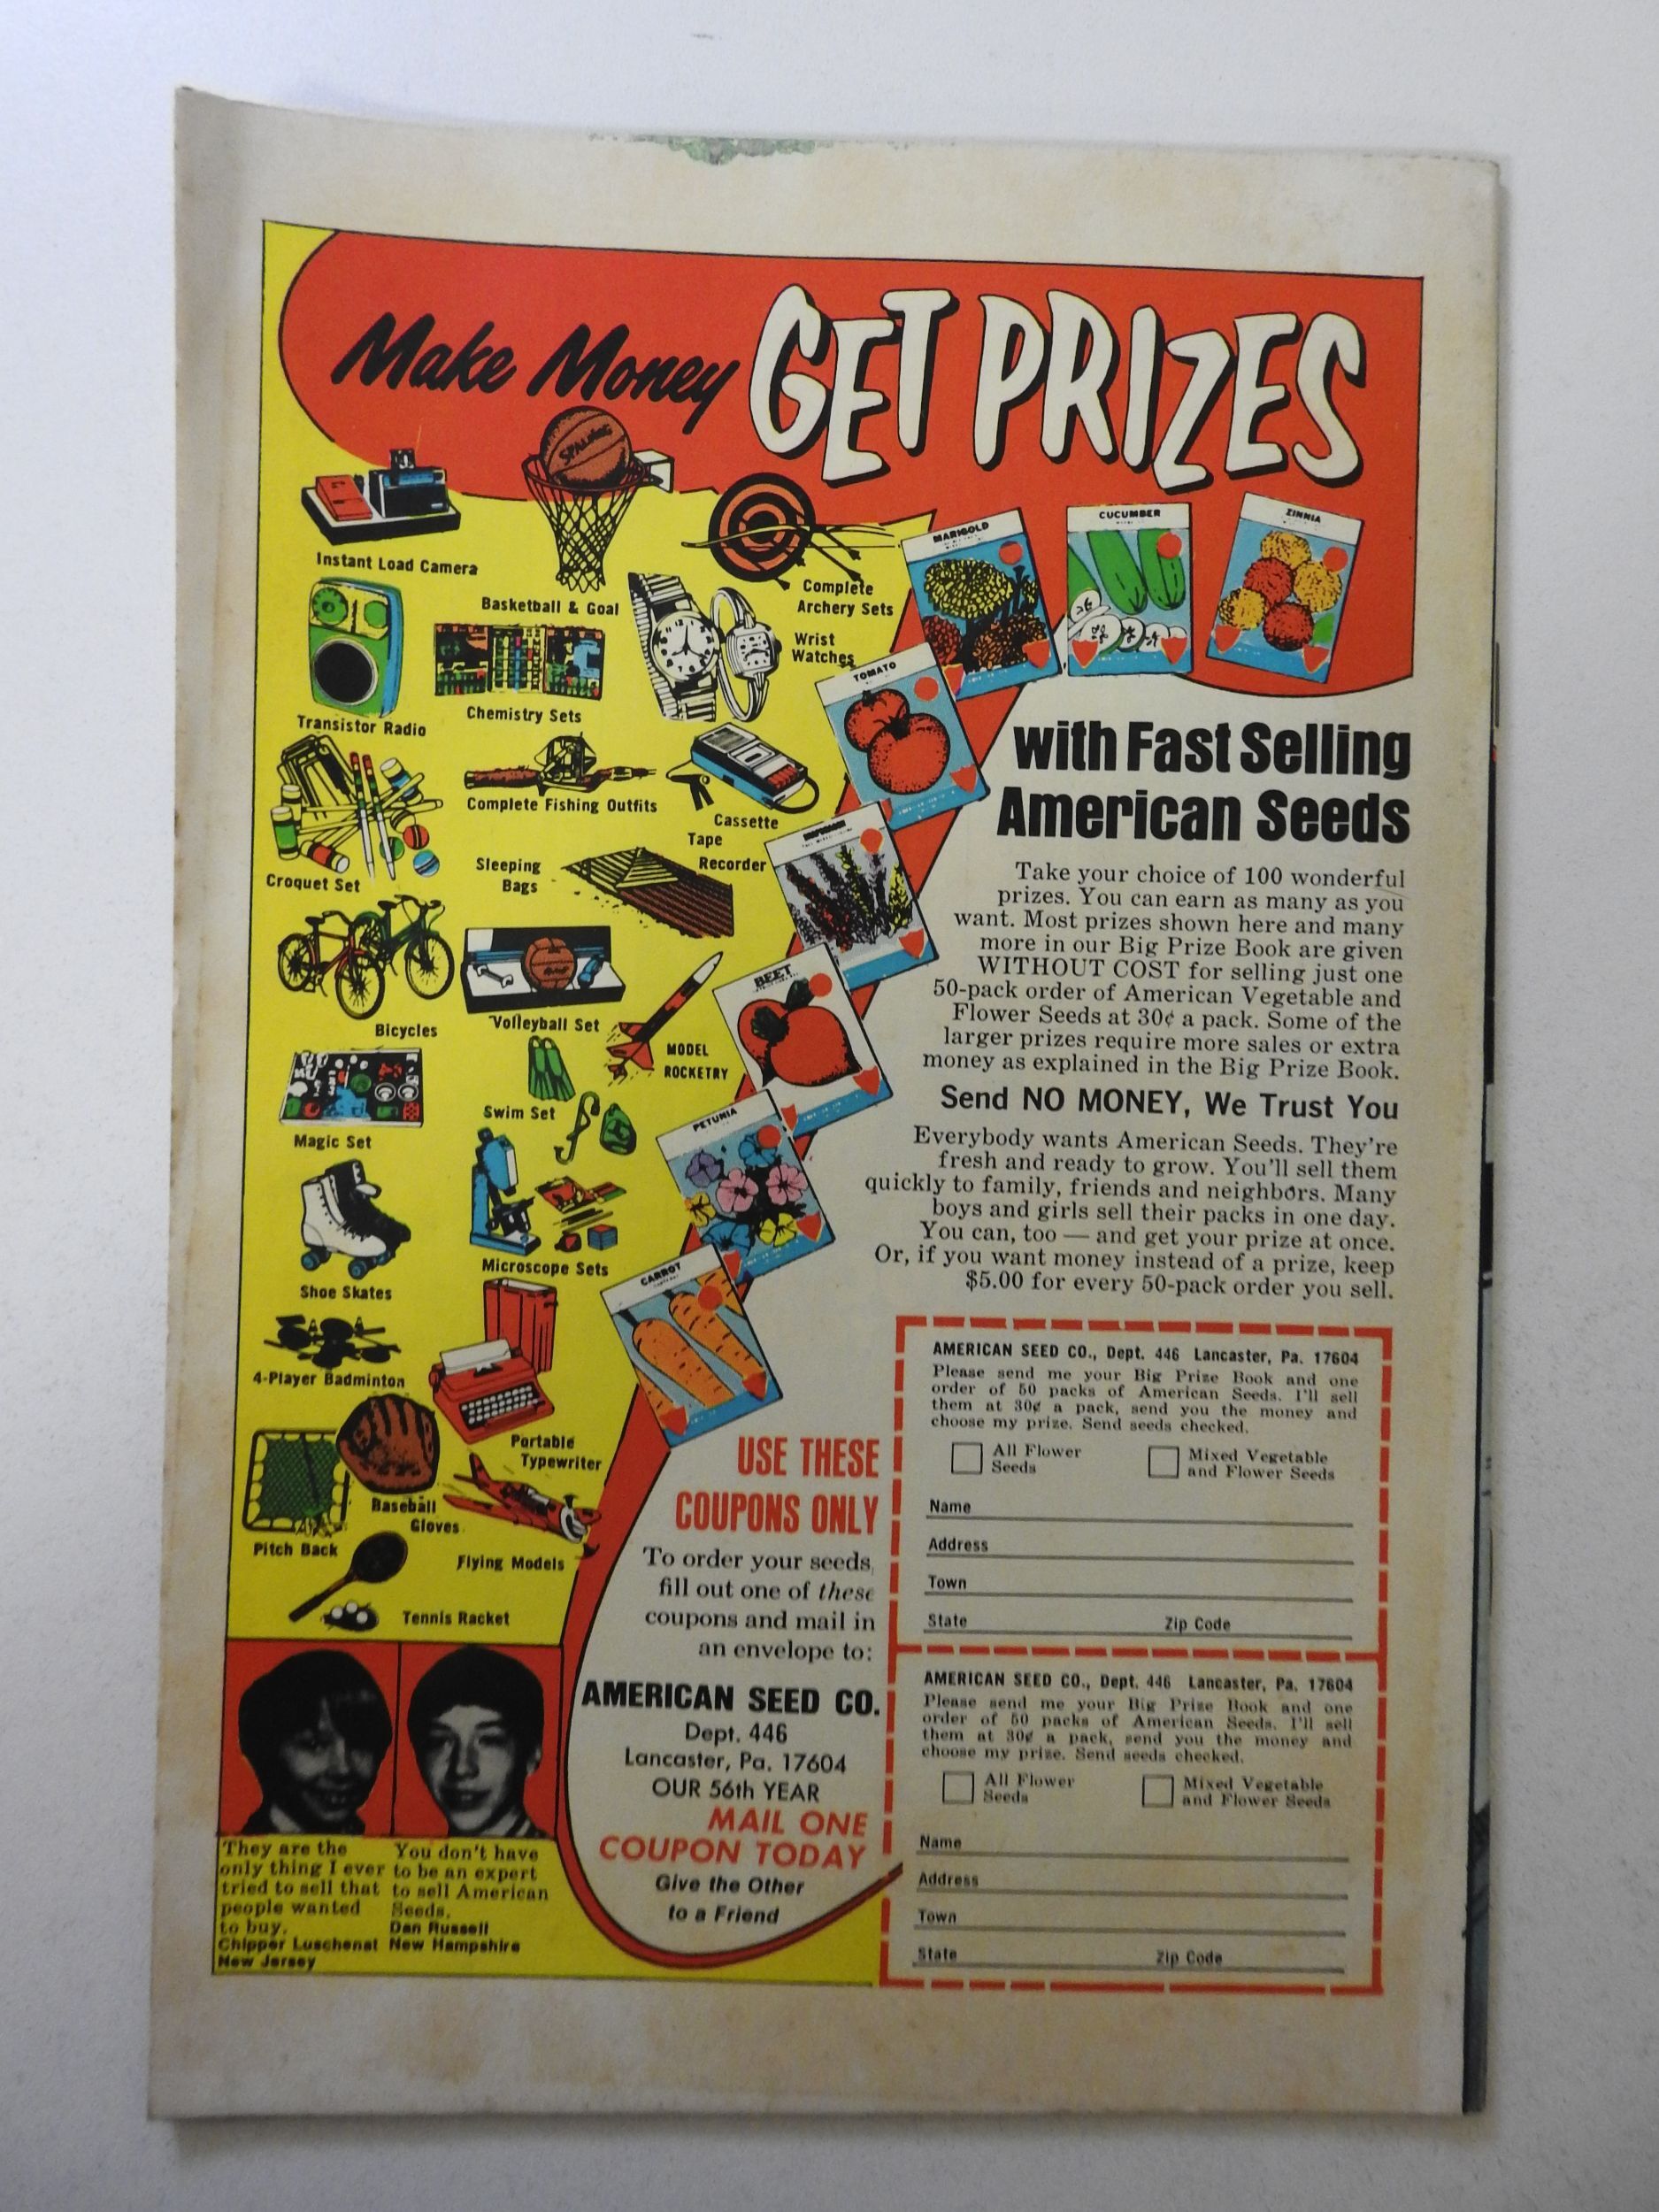 Make Money GET PRIZES
SPALDING
Instant Load Camera
Basketball & Goal
Complete
Archery Sets
Wrist
Watches
Transistor Radio
Chemistry Sets
Complete Fishing Outfits
Cassette
Tape
Recorder
Croquet Set
Sleeping
Bags
Bicycles
Volleyball Set
MODEL
ROCKETRY
Magic Set
Swim Set
Shoe Skates
Microscope Sets
4-Player Badminton
Portable
Typewriter
Baseball
Gloves
Pitch Back
Flying Models
Tennis Racket
MARIGOLD
CUCUMBER
ZINNIA
TOMATO
BEET
PETUNIA
CARROT
with Fast Selling
American Seeds
Take your choice of 100 wonderful
prizes. You can earn as many as you
want. Most prizes shown here and many
more in our Big Prize Book are given
WITHOUT COST for selling just one
50-pack order of American Vegetable and
Flower Seeds at 30¢ a pack. Some of the
larger prizes require more sales or extra
money as explained in the Big Prize Book.
Send NO MONEY, We Trust You
Everybody wants American Seeds. They're
fresh and ready to grow. You'll sell them
quickly to family, friends and neighbors. Many
boys and girls sell their packs in one day.
You can, too — and get your prize at once.
Or, if you want money instead of a prize, keep
$5.00 for every 50-pack order you sell.
USE THESE
COUPONS ONLY
To order your seeds,
fill out one of these
coupons and mail in
an envelope to:
AMERICAN SEED CO.
Dept. 446
Lancaster, Pa. 17604
OUR 56th YEAR
MAIL ONE
COUPON TODAY
Give the Other
to a Friend
AMERICAN SEED CO., Dept. 446 Lancaster, Pa. 17604
Please send me your Big Prize Book and one
order of 50 packs of American Seeds. I'll sell
them at 30¢ a pack, send you the money and
choose my prize. Send seeds checked.
All Flower
Seeds
Mixed Vegetable
and Flower Seeds
Name
Address
Town
State Zip Code
AMERICAN SEED CO., Dept. 446 Lancaster, Pa. 17604
Please send me your Big Prize Book and one
order of 50 packs of American Seeds. I'll sell
them at 30¢ a pack, send you the money and
choose my prize. Send seeds checked.
All Flower
Seeds
Mixed Vegetable
and Flower Seeds
Name
Address
Town
State Zip Code
They are the
only thing I ever
tried to sell that
people wanted
to buy.
Chipper Luschenat
New Jersey
You don't have
to be an expert
to sell American
Seeds.
Dan Russell
New Hampshire